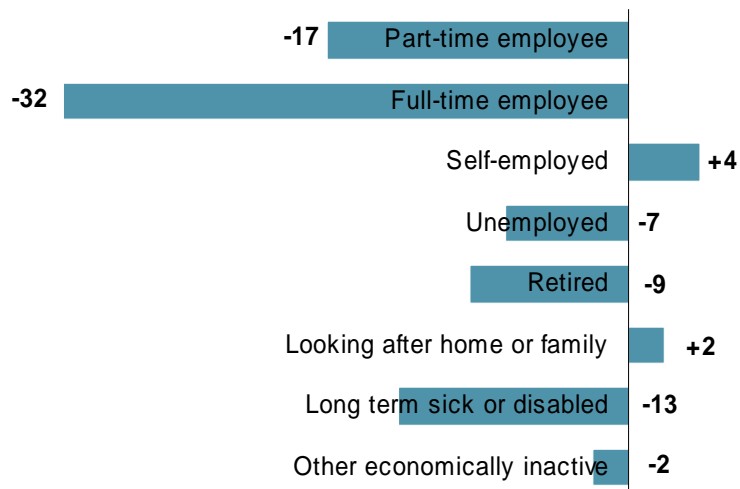 -17 Part-time employee
-32 Full-time employee
Self-employed +4
Unemployed -7
Retired -9
Looking after home or family +2
Long term sick or disabled -13
Other economically inactive -2